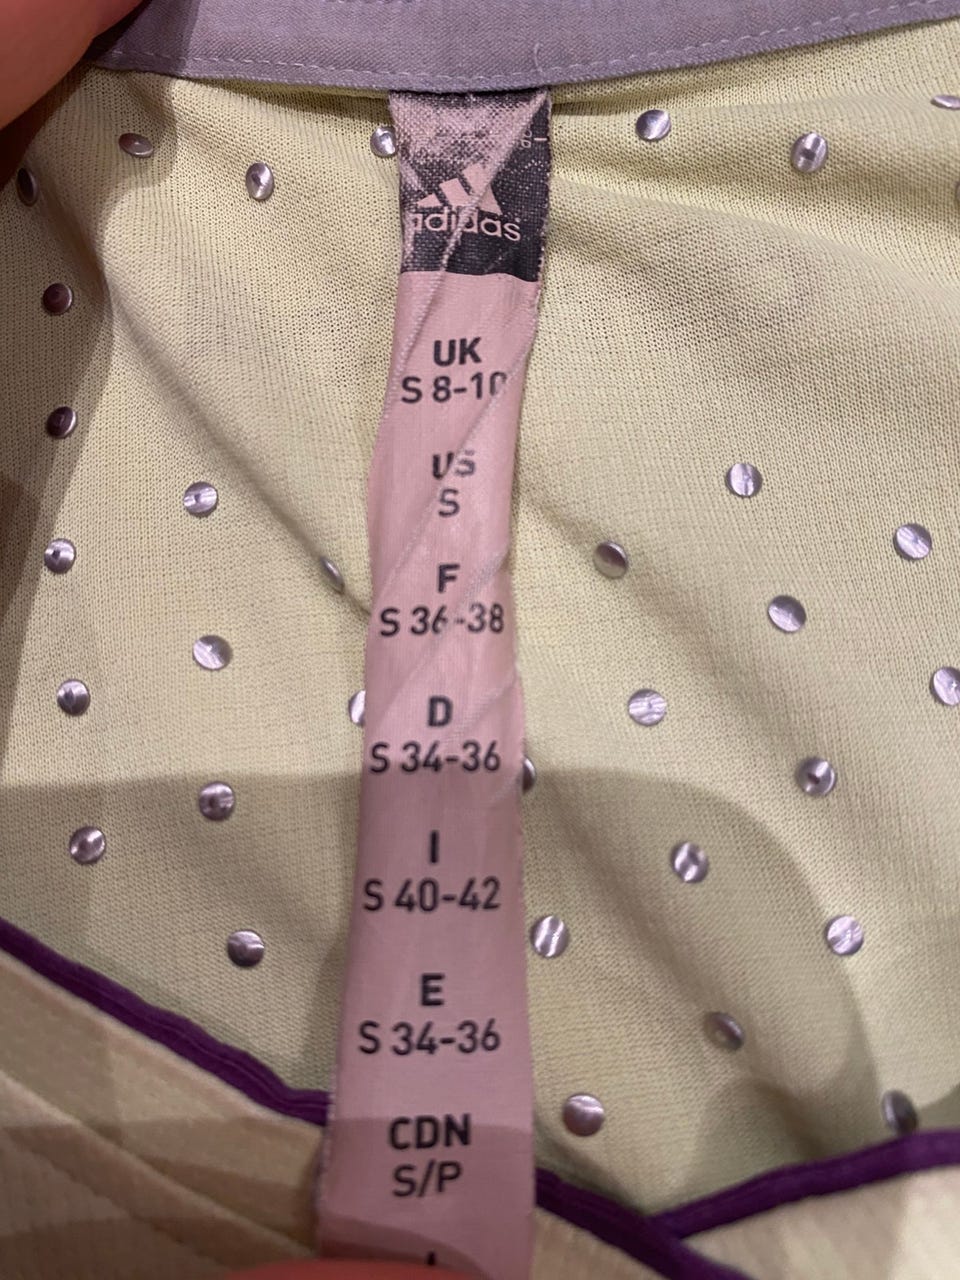 adidas
UK
S 8-10
US
S
F
S 36-38
D
S 34-36
I
S 40-42
E
S 34-36
CDN
S/P